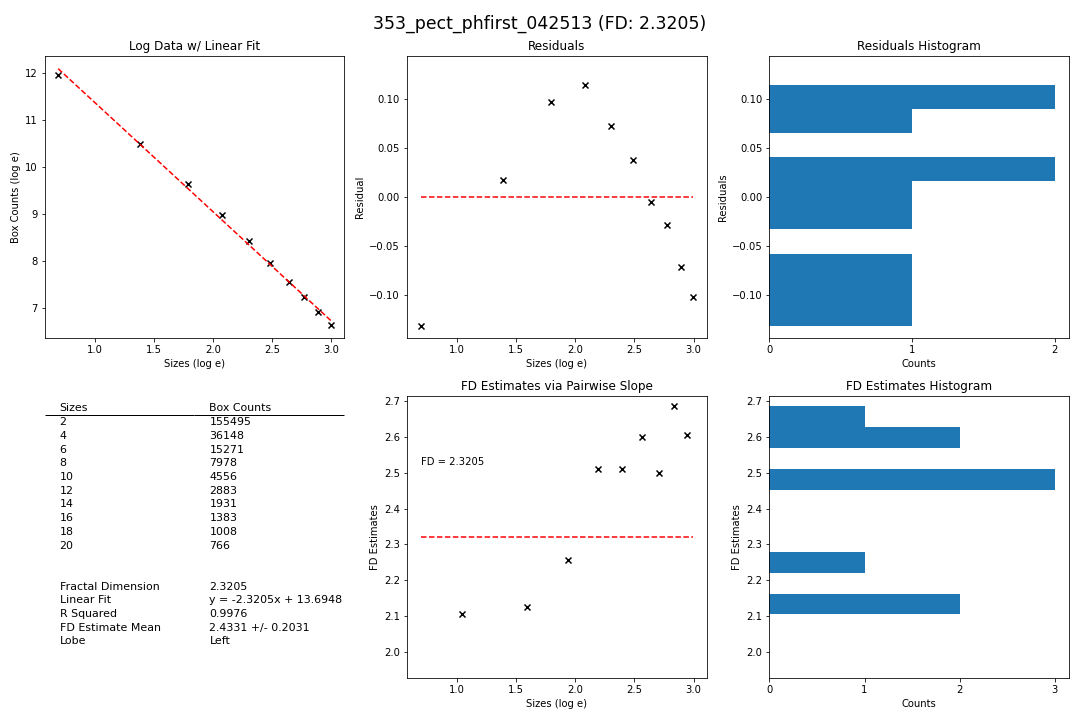 353_pect_phfirst_042513 (FD: 2.3205)
Log Data w/ Linear Fit
Box Counts (log e)
12
11
10
9
8
7
1.0 1.5 2.0 2.5 3.0
Sizes (log e)
Residuals
Residual
0.10
0.05
0.00
−0.05
−0.10
1.0 1.5 2.0 2.5 3.0
Sizes (log e)
Residuals Histogram
Residuals
0.10
0.05
0.00
−0.05
−0.10
0 1 2
Counts
Sizes Box Counts
2 155495
4 36148
6 15271
8 7978
10 4556
12 2883
14 1931
16 1383
18 1008
20 766
Fractal Dimension 2.3205
Linear Fit y = -2.3205x + 13.6948
R Squared 0.9976
FD Estimate Mean 2.4331 +/- 0.2031
Lobe Left
FD Estimates via Pairwise Slope
FD Estimates
2.7
2.6
2.5
2.4
2.3
2.2
2.1
2.0
FD = 2.3205
1.0 1.5 2.0 2.5 3.0
Sizes (log e)
FD Estimates Histogram
FD Estimates
2.7
2.6
2.5
2.4
2.3
2.2
2.1
2.0
0 1 2 3
Counts